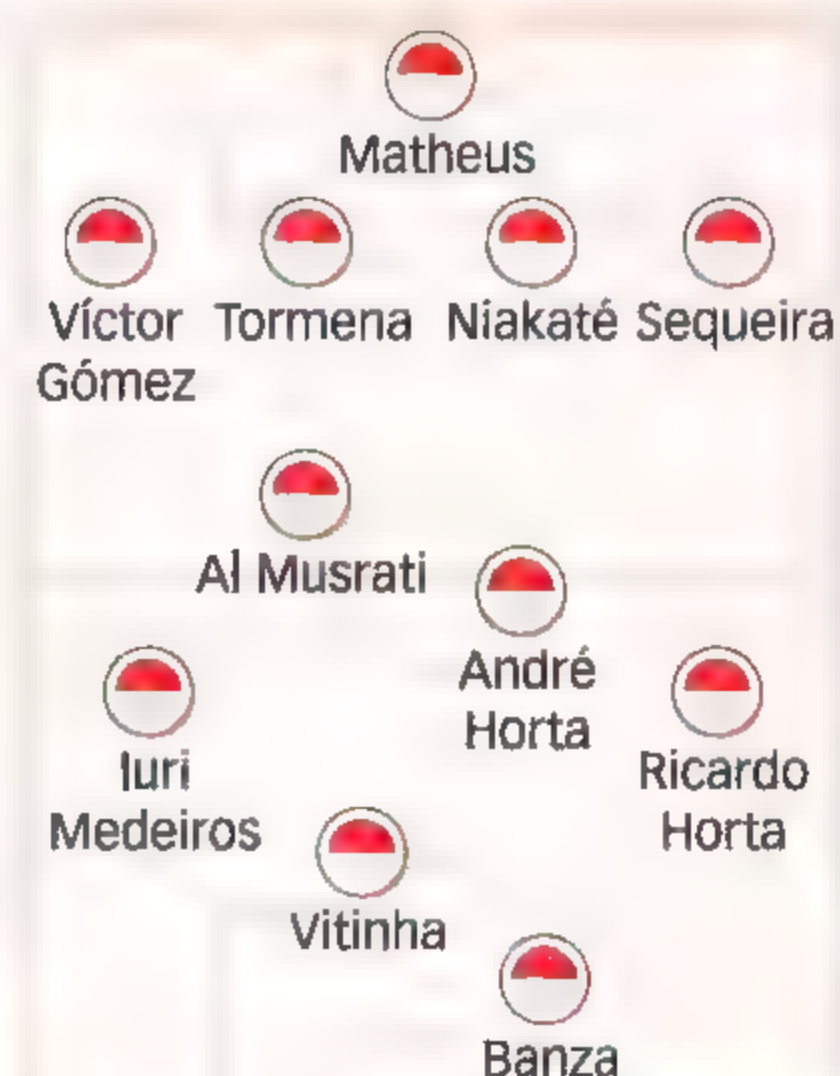 Matheus
Víctor Tormena Niakaté Sequeira
Gómez
Al Musrati
André
Horta
Iuri
Medeiros
Ricardo
Horta
Vitinha
Banza